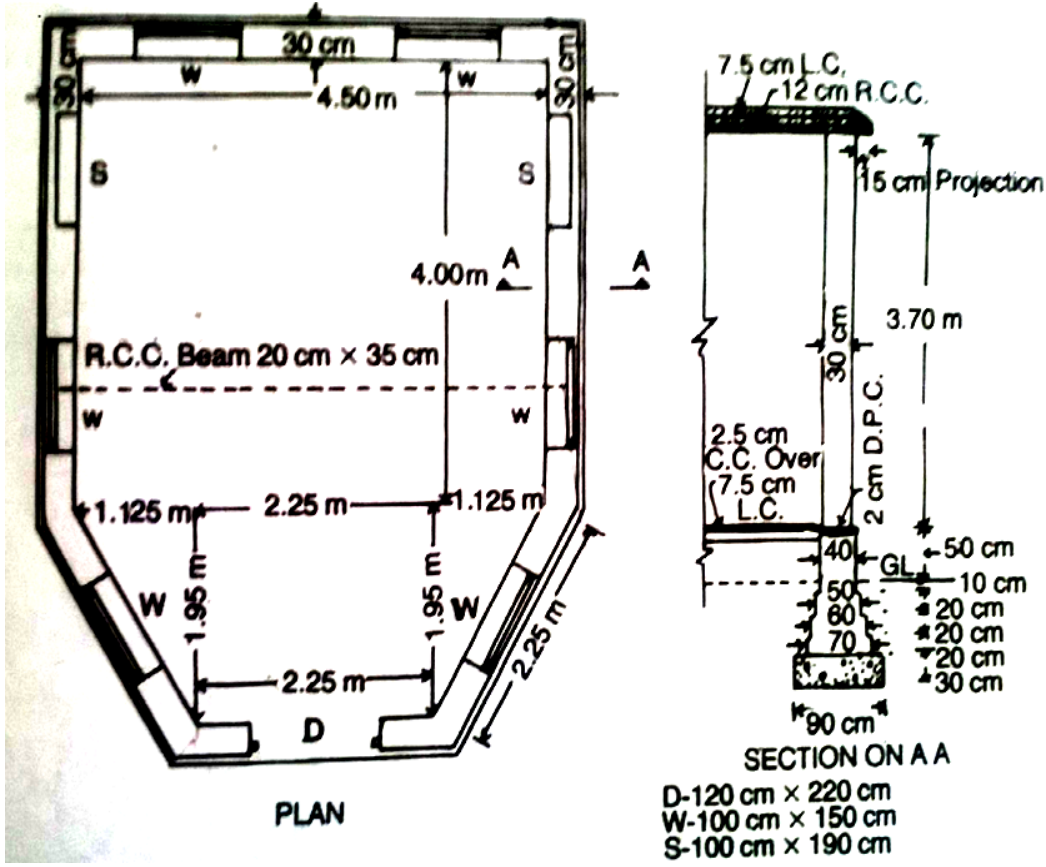 30 cm
30 cm
30 cm
w
w
4.50 m
S
S
4.00m
A
A
R.C.C. Beam 20 cm × 35 cm
w
w
1.125 m
2.25 m
1.125 m
W
1.95 m
1.95 m
W
2.25 m
2.25 m
D
PLAN
7.5 cm L.C,
12 cm R.C.C.
15 cm Projection
3.70 m
30 cm
2 cm D.P.C.
2.5 cm
C.C. Over
7.5 cm
L.C.
40
50 cm
GL
10 cm
50
20 cm
60
20 cm
70
20 cm
30 cm
90 cm
SECTION ON A A
D-120 cm × 220 cm
W-100 cm × 150 cm
S-100 cm × 190 cm